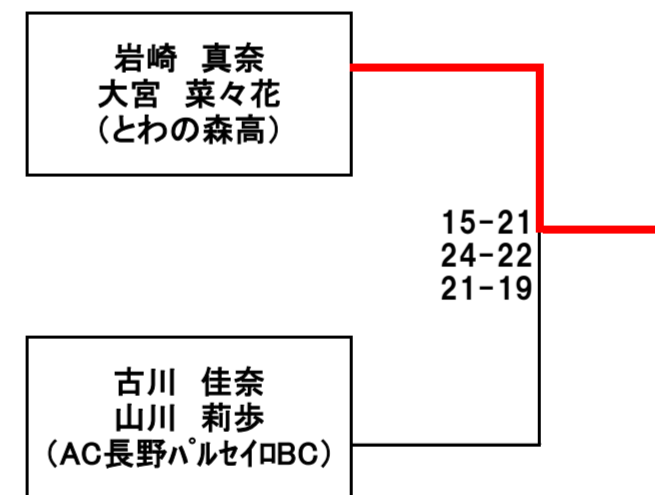 岩崎　真奈
大宮　菜々花
（とわの森高）
15-21
24-22
21-19
古川　佳奈
山川　莉歩
（AC長野ﾊﾟﾙｾｲﾛBC）